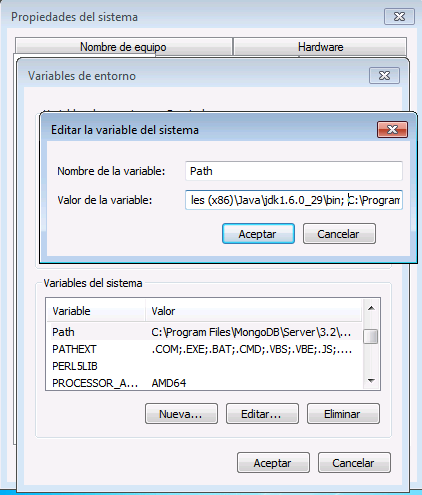 Propiedades del sistema
Nombre de equipo Hardware
Variables de entorno
Editar la variable del sistema
Nombre de la variable: Path
Valor de la variable: les (x86)\Java\jdk1.6.0_29\bin; C:\Program
Aceptar Cancelar
Variables del sistema
Variable Valor
Path C:\Program Files\MongoDB\Server\3.2\...
PATHEXT .COM;.EXE;.BAT;.CMD;.VBS;.VBE;.JS;....
PERL5LIB
PROCESSOR_A... AMD64
Nueva... Editar... Eliminar
Aceptar Cancelar